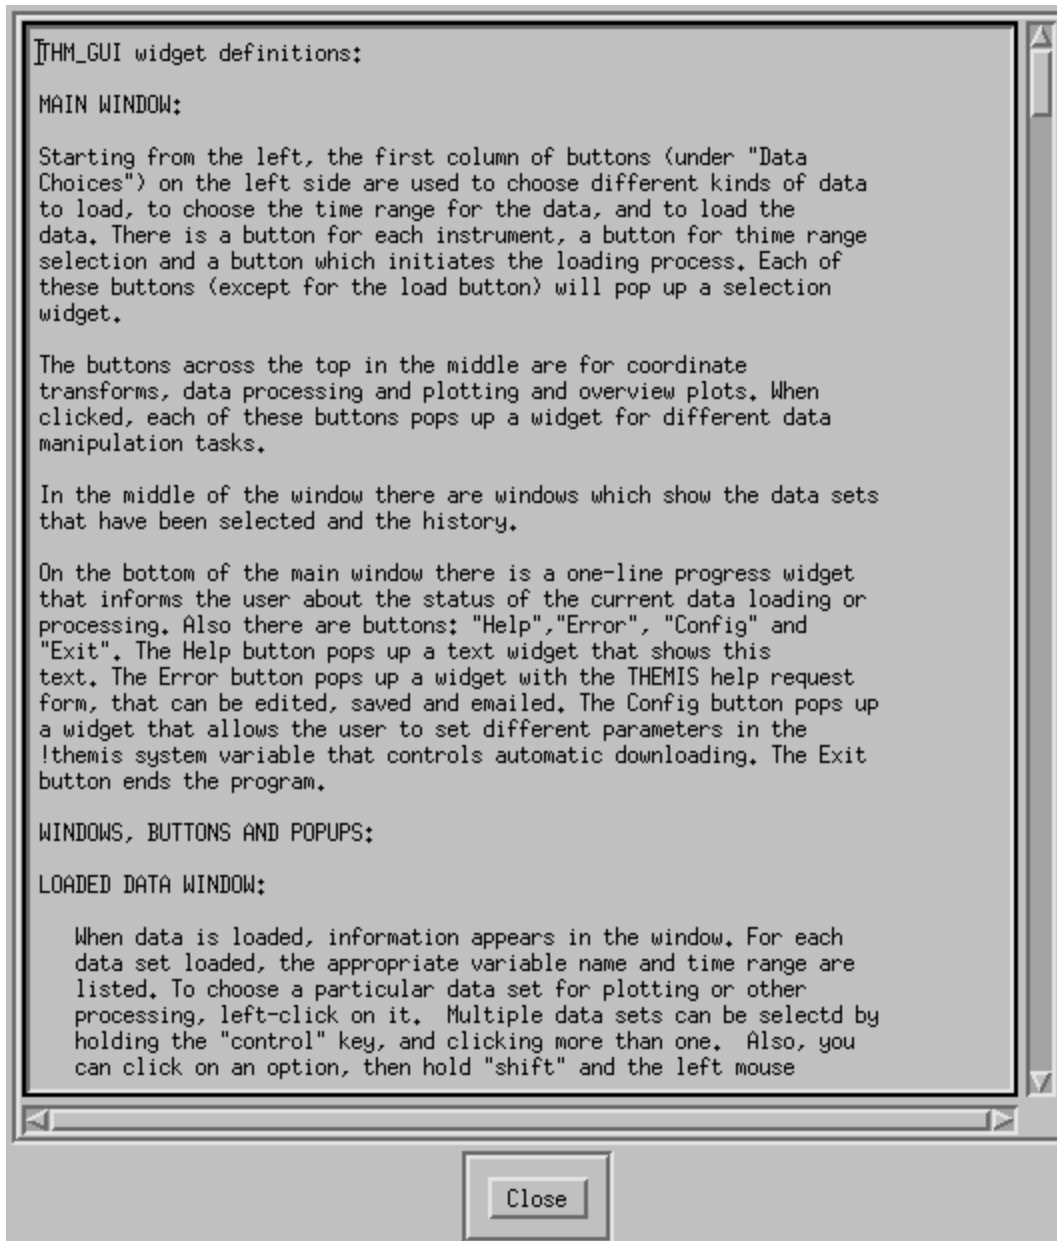 THM_GUI widget definitions:
MAIN WINDOW:
Starting from the left, the first column of buttons (under "Data
Choices") on the left side are used to choose different kinds of data
to load, to choose the time range for the data, and to load the
data. There is a button for each instrument, a button for thime range
selection and a button which initiates the loading process. Each of
these buttons (except for the load button) will pop up a selection
widget.
The buttons across the top in the middle are for coordinate
transforms, data processing and plotting and overview plots. When
clicked, each of these buttons pops up a widget for different data
manipulation tasks.
In the middle of the window there are windows which show the data sets
that have been selected and the history.
On the bottom of the main window there is a one-line progress widget
that informs the user about the status of the current data loading or
processing. Also there are buttons: "Help","Error", "Config" and
"Exit". The Help button pops up a text widget that shows this
text. The Error button pops up a widget with the THEMIS help request
form, that can be edited, saved and emailed. The Config button pops up
a widget that allows the user to set different parameters in the
!themis system variable that controls automatic downloading. The Exit
button ends the program.
WINDOWS, BUTTONS AND POPUPS:
LOADED DATA WINDOW:
When data is loaded, information appears in the window. For each
data set loaded, the appropriate variable name and time range are
listed. To choose a particular data set for plotting or other
processing, left-click on it.  Multiple data sets can be selectd by
holding the "control" key, and clicking more than one.  Also, you
can click on an option, then hold "shift" and the left mouse
Close